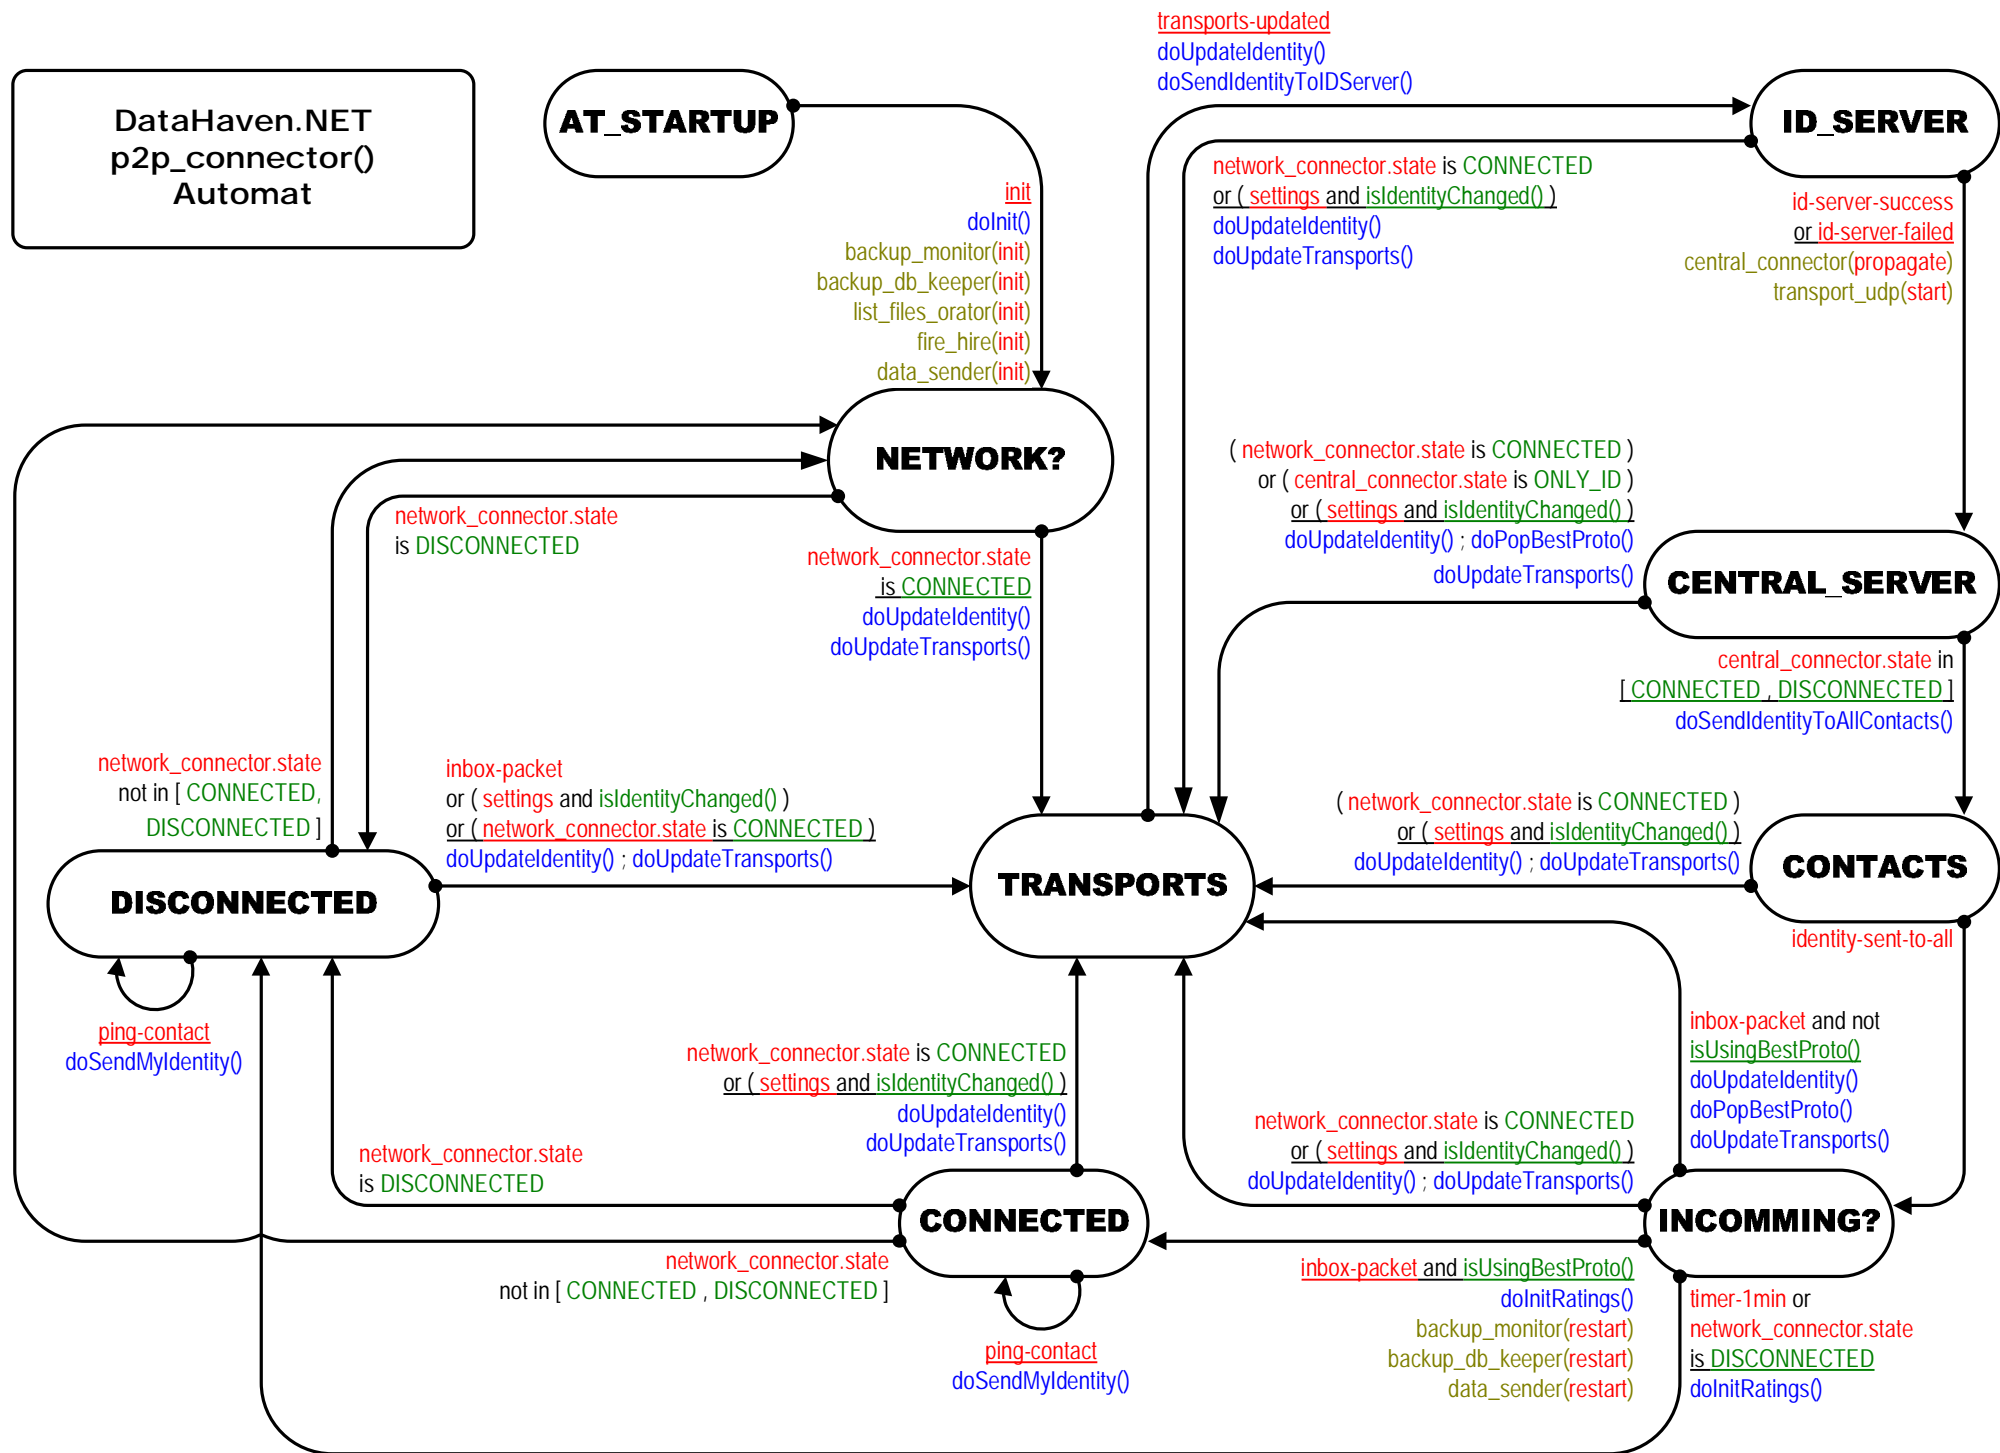 DataHaven.NET
p2p_connector()
Automat
AT_STARTUP
init
doInit()
backup_monitor(init)
backup_db_keeper(init)
list_files_orator(init)
fire_hire(init)
data_sender(init)
transports-updated
doUpdateIdentity()
doSendIdentityToIDServer()
ID_SERVER
network_connector.state is CONNECTED
or ( settings and isIdentityChanged() )
doUpdateIdentity()
doUpdateTransports()
id-server-success
or id-server-failed
central_connector(propagate)
transport_udp(start)
NETWORK?
network_connector.state
is DISCONNECTED
network_connector.state
is CONNECTED
doUpdateIdentity()
doUpdateTransports()
( network_connector.state is CONNECTED )
or ( central_connector.state is ONLY_ID )
or ( settings and isIdentityChanged() )
doUpdateIdentity() ; doPopBestProto()
doUpdateTransports()
CENTRAL_SERVER
central_connector.state in
[ CONNECTED , DISCONNECTED ]
doSendIdentityToAllContacts()
network_connector.state
not in [ CONNECTED,
DISCONNECTED ]
inbox-packet
or ( settings and isIdentityChanged() )
or ( network_connector.state is CONNECTED )
doUpdateIdentity() ; doUpdateTransports()
( network_connector.state is CONNECTED )
or ( settings and isIdentityChanged() )
doUpdateIdentity() ; doUpdateTransports()
DISCONNECTED
TRANSPORTS
CONTACTS
identity-sent-to-all
ping-contact
doSendMyIdentity()
network_connector.state is CONNECTED
or ( settings and isIdentityChanged() )
doUpdateIdentity()
doUpdateTransports()
inbox-packet and not
isUsingBestProto()
doUpdateIdentity()
doPopBestProto()
doUpdateTransports()
network_connector.state is CONNECTED
or ( settings and isIdentityChanged() )
doUpdateIdentity() ; doUpdateTransports()
network_connector.state
is DISCONNECTED
CONNECTED
INCOMMING?
network_connector.state
not in [ CONNECTED , DISCONNECTED ]
ping-contact
doSendMyIdentity()
inbox-packet and isUsingBestProto()
doInitRatings()
backup_monitor(restart)
backup_db_keeper(restart)
data_sender(restart)
timer-1min or
network_connector.state
is DISCONNECTED
doInitRatings()